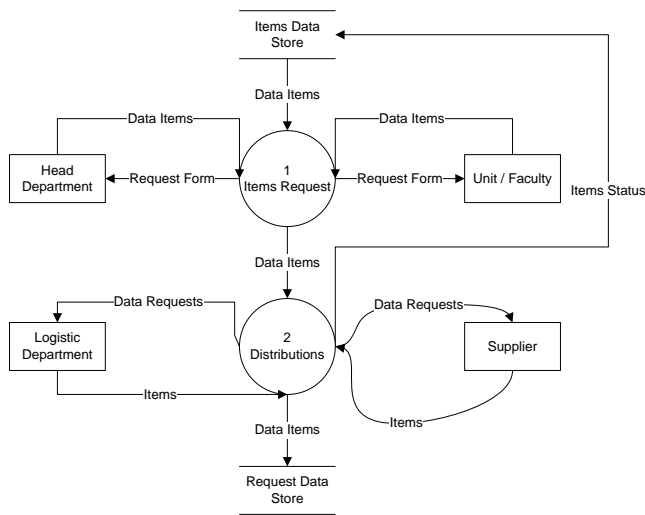 Items Data
Store
Data Items
Data Items
Data Items
Head
Department
Request Form
1
Items Request
Request Form
Unit / Faculty
Items Status
Data Items
Data Requests
Data Requests
Logistic
Department
2
Distributions
Supplier
Items
Items
Data Items
Request Data
Store